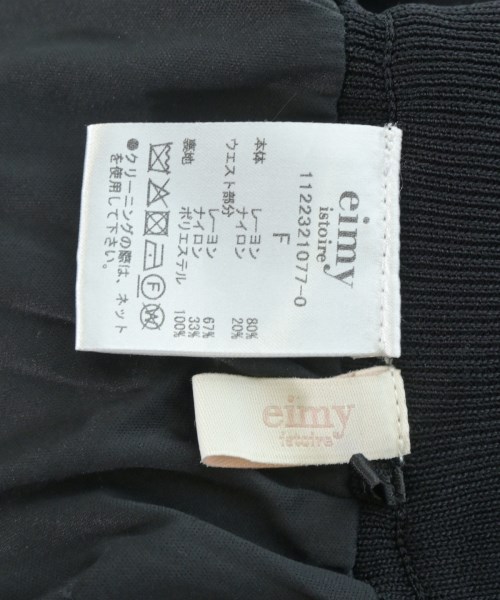 eimy
istoire
1122321077-0
F
本体
レーヨン 80%
ナイロン 20%
ウエスト部分
レーヨン 67%
ナイロン 33%
裏地
ポリエステル 100%
F W
●クリーニングの際は、ネット
を使用して下さい。
eimy
istoire